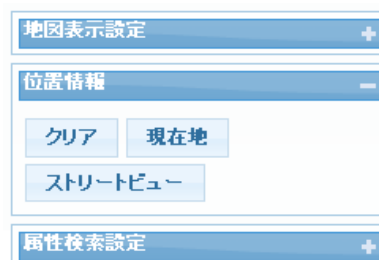 地図表示設定
位置情報
クリア 現在地
ストリートビュー
属性検索設定